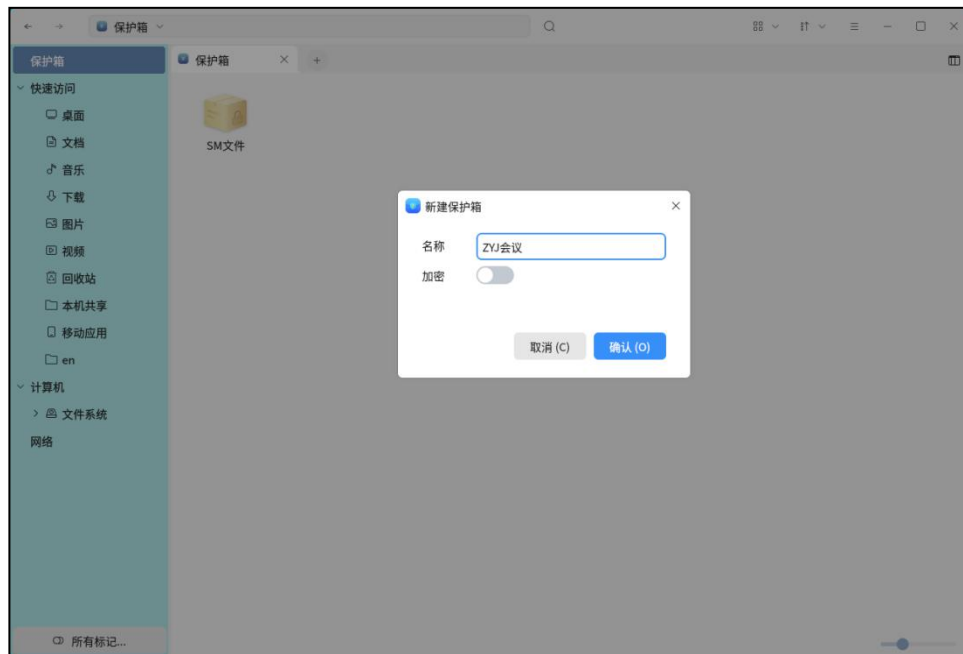 保护箱
保护箱
保护箱
快速访问
桌面
文档
音乐
下载
图片
视频
回收站
本机共享
移动应用
en
计算机
文件系统
网络
所有标记...
SM文件
新建保护箱
名称 ZYJ会议
加密
取消 (C) 确认 (O)